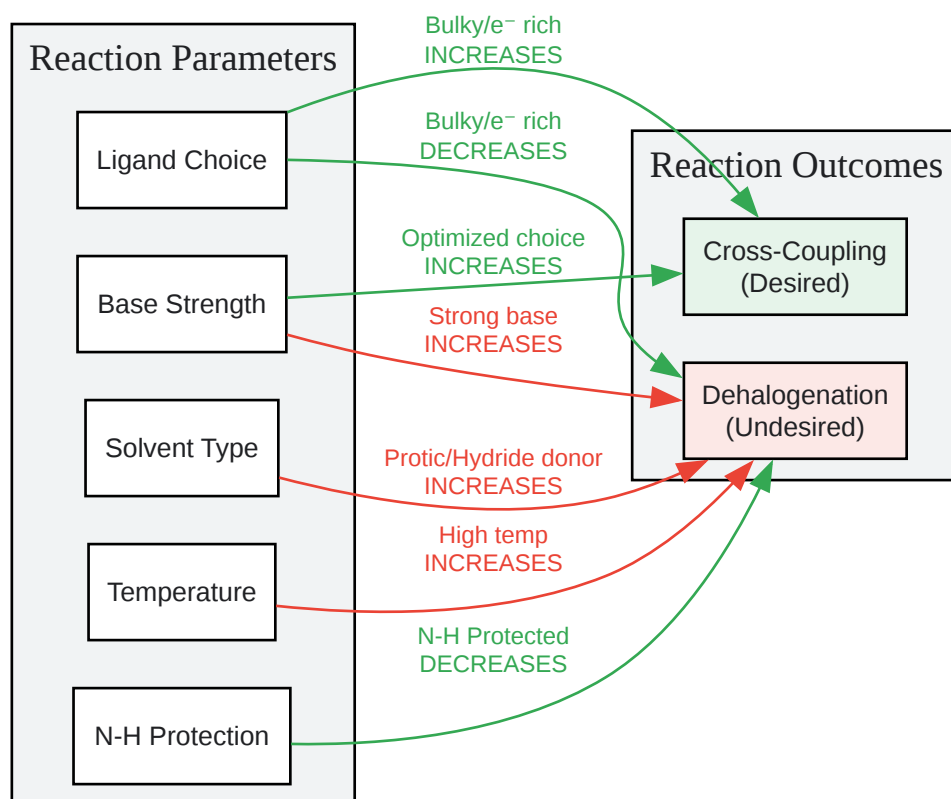 Reaction Parameters
Ligand Choice
Base Strength
Solvent Type
Temperature
N-H Protection
Bulky/e⁻ rich
INCREASES
Bulky/e⁻ rich
DECREASES
Optimized choice
INCREASES
Strong base
INCREASES
Protic/Hydride donor
INCREASES
High temp
INCREASES
N-H Protected
DECREASES
Reaction Outcomes
Cross-Coupling
(Desired)
Dehalogenation
(Undesired)